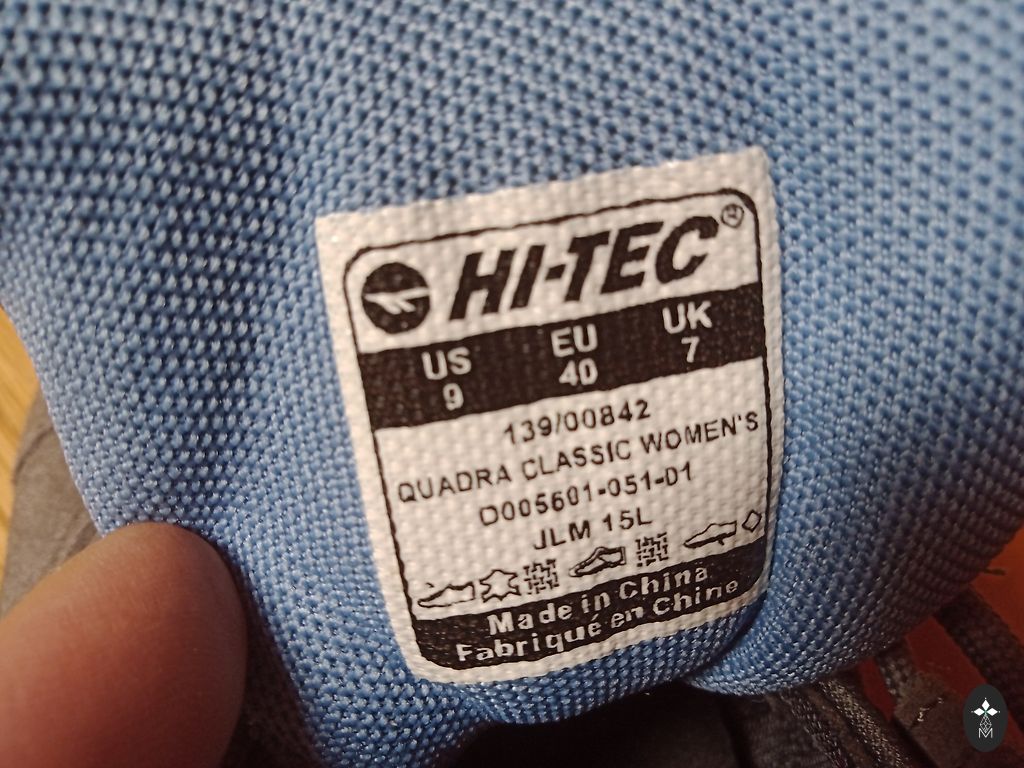 HI-TEC®
US EU UK
9 40 7
139/00842
QUADRA CLASSIC WOMEN'S
D005601-051-01
JLM 15L
Made in China
Fabriqué en Chine
M